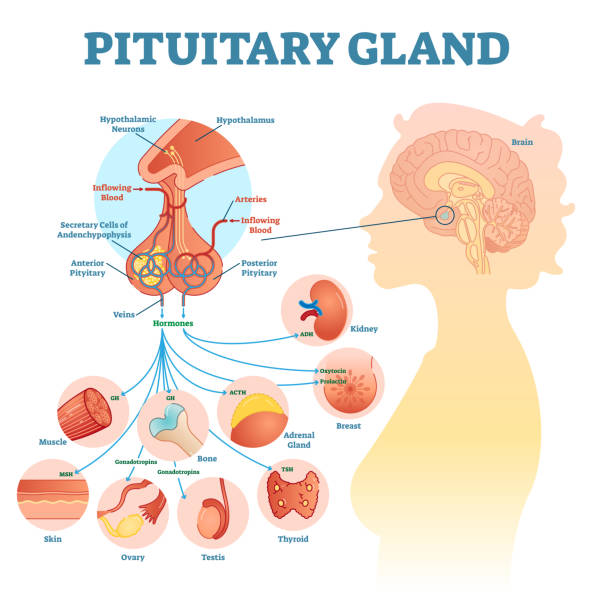 PITUITARY GLAND
Hypothalamic
Neurons
Hypothalamus
Brain
Inflowing
Blood
Arteries
Inflowing
Blood
Secretary Cells of
Andenchypophysis
Anterior
Pityitary
Posterior
Pityitary
Veins
Hormones
ADH
Kidney
Oxytocin
Prolactin
Breast
GH
Muscle
GH
Bone
ACTH
Adrenal
Gland
Gonadotropins
Gonadotropins
MSH
Skin
Ovary
Testis
TSH
Thyroid